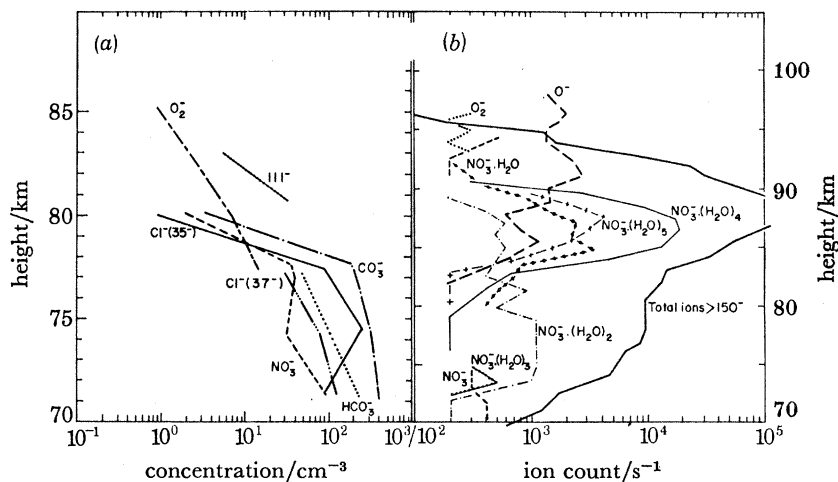 (a)
(b)
85
80
75
70
height/km
O₂⁻
111⁻
Cl⁻(35⁻)
Cl⁻(37⁻)
CO₃⁻
NO₃⁻
HCO₃⁻
10⁻¹
10⁰
10¹
10²
10³
concentration/cm⁻³
100
90
80
70
height/km
O⁻
O₂⁻
NO₃⁻.H₂O
NO₃⁻.(H₂O)₄
NO₃⁻.(H₂O)₅
Total ions>150⁻
NO₃⁻.(H₂O)₂
NO₃⁻(H₂O)₃
NO₃⁻
10²
10³
10⁴
10⁵
ion count/s⁻¹